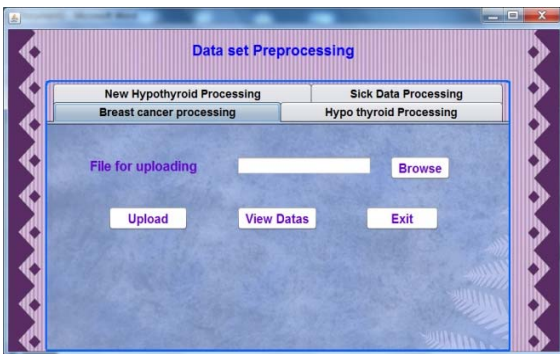 Data set Preprocessing
New Hypothyroid Processing
Sick Data Processing
Breast cancer processing
Hypo thyroid Processing
File for uploading
Browse
Upload
View Datas
Exit